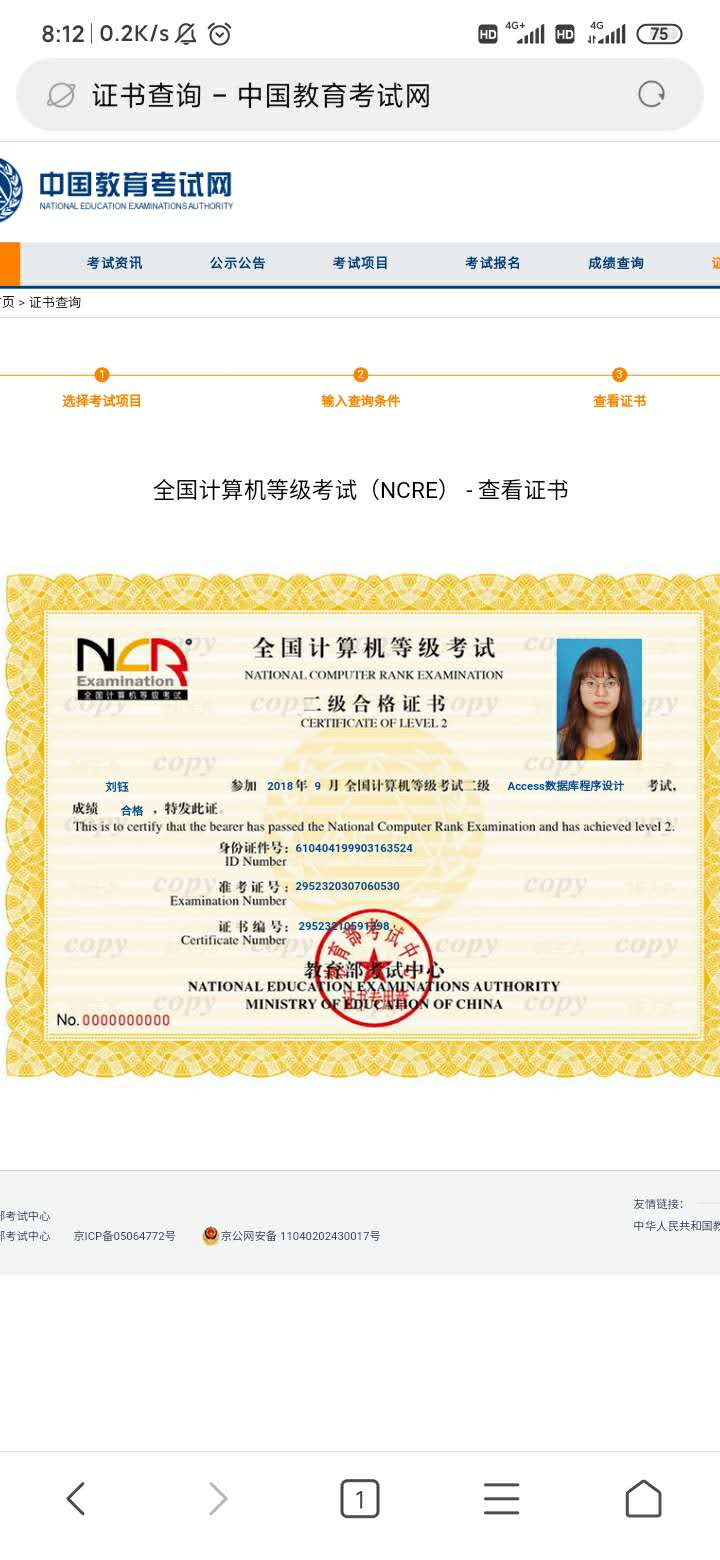 8:12 | 0.2K/s HD 4G+ HD 4G 75
证书查询 – 中国教育考试网
中国教育考试网
NATIONAL EDUCATION EXAMINATIONS AUTHORITY
考试资讯 公示公告 考试项目 考试报名 成绩查询
页 > 证书查询
1 2 3
选择考试项目 输入查询条件 查看证书
全国计算机等级考试（NCRE） - 查看证书
NCR
Examination
全国计算机等级考试
全国计算机等级考试
NATIONAL COMPUTER RANK EXAMINATION
二级合格证书
CERTIFICATE OF LEVEL 2
刘钰 参加 2018 年 9 月 全国计算机等级考试二级 Access数据库程序设计 考试,
成绩 合格 ，特发此证。
This is to certify that the bearer has passed the National Computer Rank Examination and has achieved level 2.
身份证件号: 610404199903163524
ID Number
准考证号: 2952320307060530
Examination Number
证书编号: 29523210591298
Certificate Number
教育部考试中心
NATIONAL EDUCATION EXAMINATIONS AUTHORITY
MINISTRY OF EDUCATION OF CHINA
教育部考试中心
证书专用章
No. 0000000000
copy
友情链接：
部考试中心
中华人民共和国教
部考试中心 京ICP备05064772号 京公网安备 11040202430017号
1